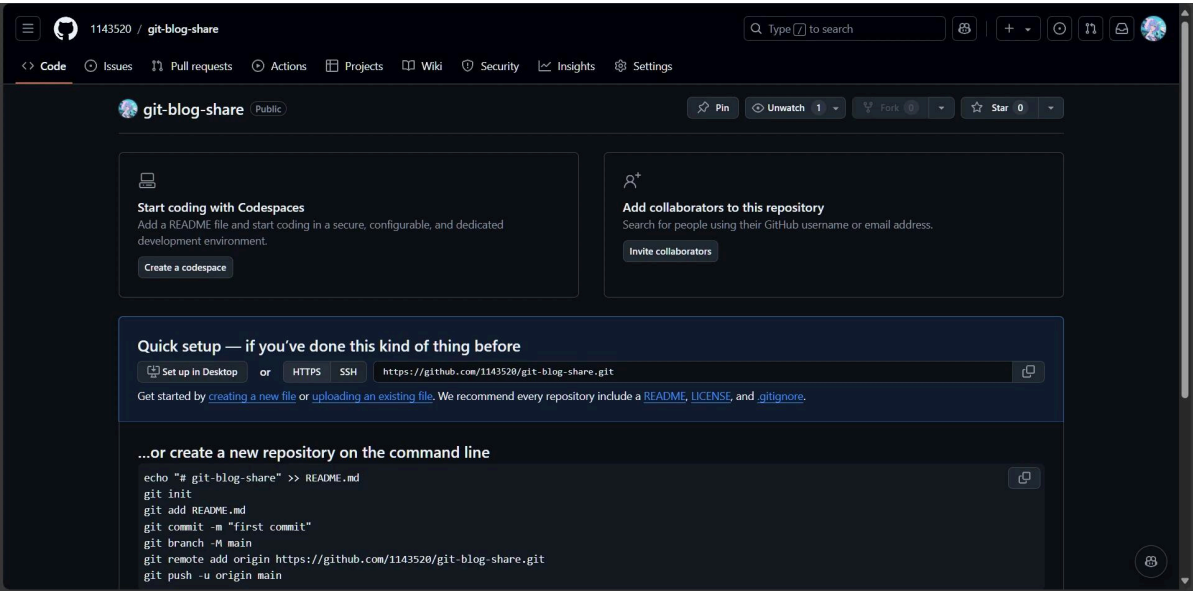 1143520 / git-blog-share
Type / to search
Code Issues Pull requests Actions Projects Wiki Security Insights Settings
git-blog-share Public
Pin Unwatch 1 Fork 0 Star 0
Start coding with Codespaces
Add a README file and start coding in a secure, configurable, and dedicated
development environment.
Create a codespace
Add collaborators to this repository
Search for people using their GitHub username or email address.
Invite collaborators
Quick setup — if you've done this kind of thing before
Set up in Desktop or HTTPS SSH https://github.com/1143520/git-blog-share.git
Get started by creating a new file or uploading an existing file. We recommend every repository include a README, LICENSE, and .gitignore.
...or create a new repository on the command line
echo "# git-blog-share" >> README.md
git init
git add README.md
git commit -m "first commit"
git branch -M main
git remote add origin https://github.com/1143520/git-blog-share.git
git push -u origin main